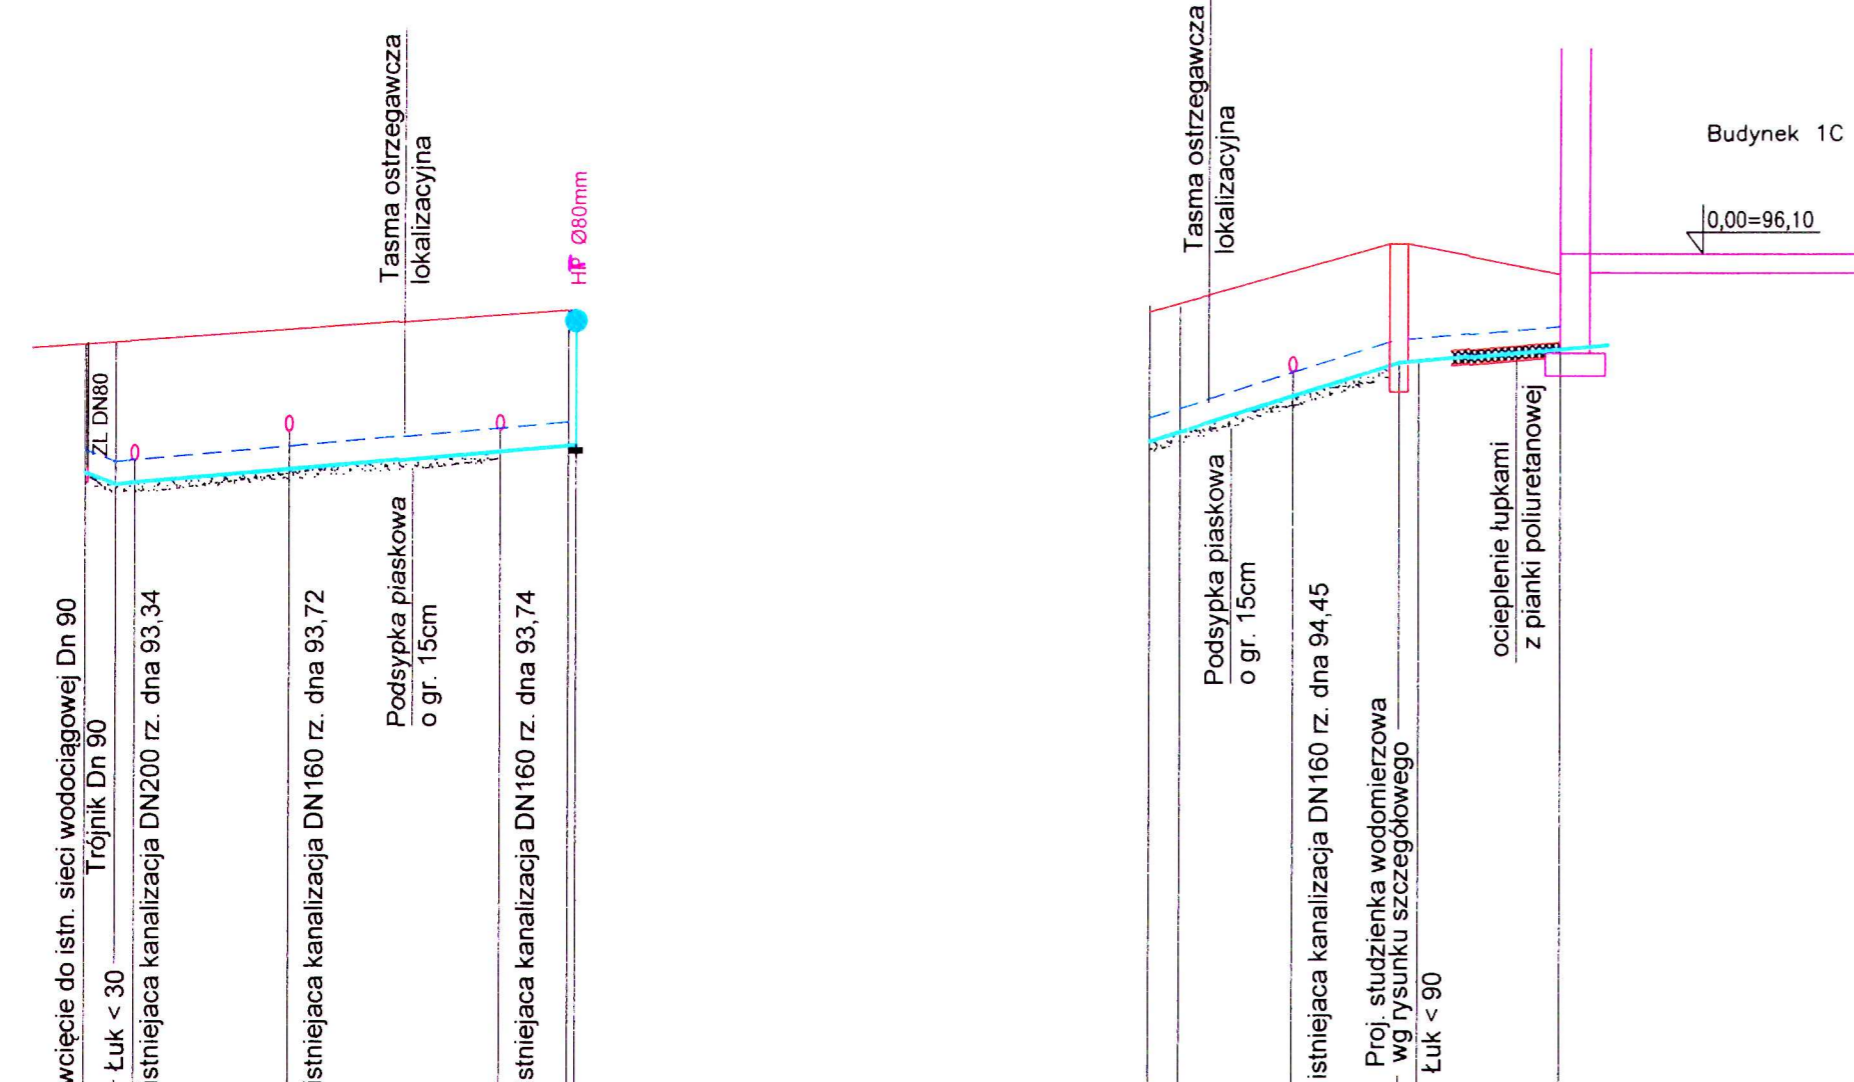 Tasma ostrzegawcza
lokalizacyjna
Ø80mm
ZL DN80
wcięcie do istn. sieci wodociągowej Dn 90
Trójnik Dn 90
Łuk < 30
istniejaca kanalizacja DN200 rz. dna 93,34
istniejaca kanalizacja DN160 rz. dna 93,72
Podsypka piaskowa
o gr. 15cm
stniejaca kanalizacja DN160 rz. dna 93,74
Tasma ostrzegawcza
lokalizacyjna
Budynek 1C
0,00=96,10
Podsypka piaskowa
o gr. 15cm
istniejaca kanalizacja DN160 rz. dna 94,45
Proj. studzienka wodomierzowa
wg rysunku szczegółowego
Łuk < 90
ocieplenie łupkami
z pianki poliuretanowej